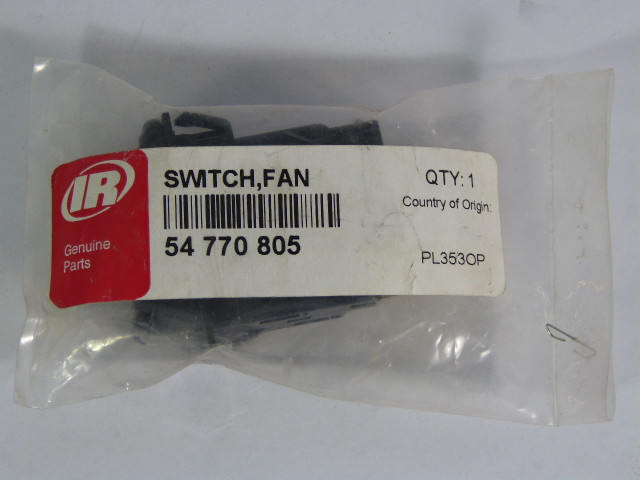 IR
Genuine
Parts
SWITCH,FAN
54 770 805
QTY: 1
Country of Origin:
PL353OP